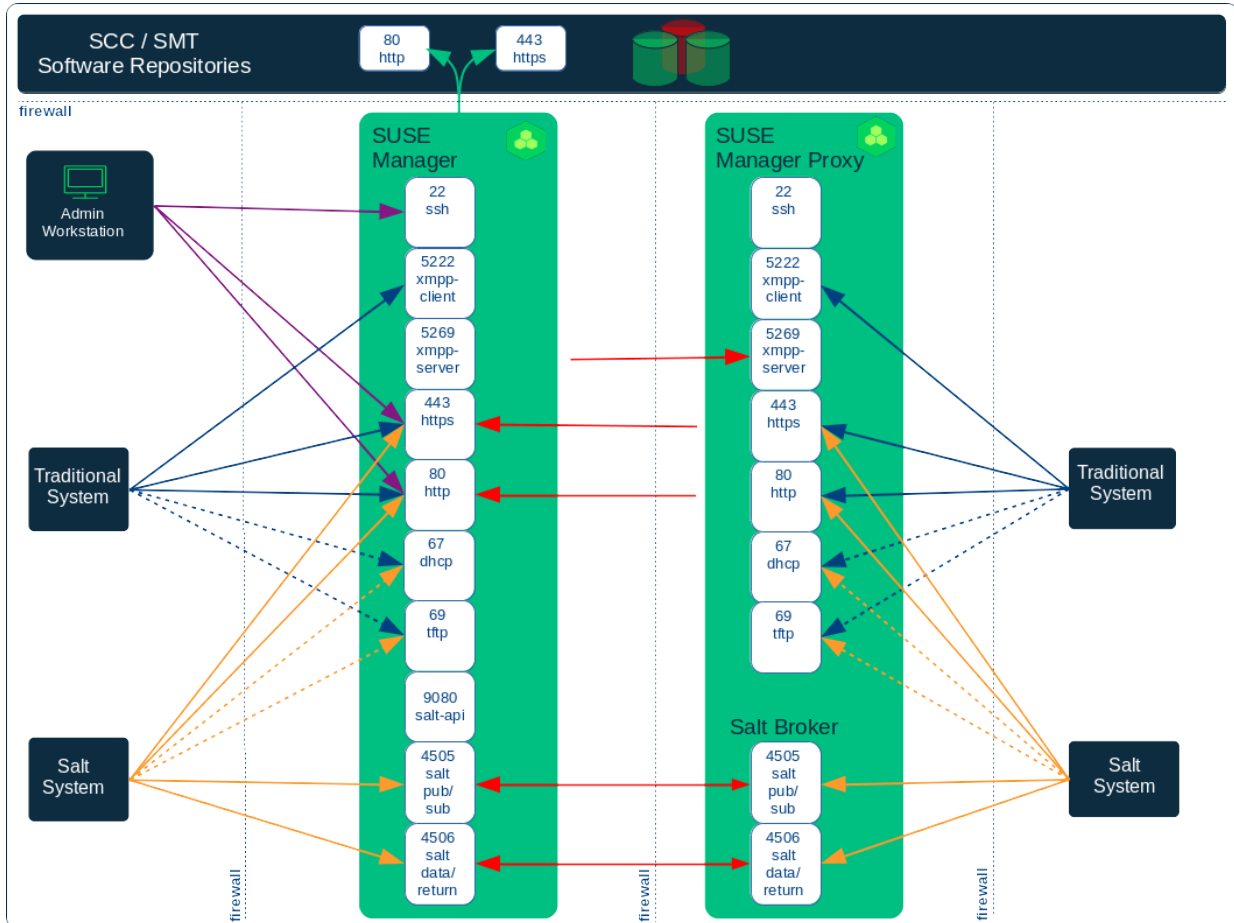 SCC / SMT
Software Repositories
80
http
443
https
firewall
Admin
Workstation
Traditional
System
Salt
System
firewall
SUSE
Manager
22
ssh
5222
xmpp-
client
5269
xmpp-
server
443
https
80
http
67
dhcp
69
tftp
9080
salt-api
4505
salt
pub/
sub
4506
salt
data/
return
firewall
SUSE
Manager Proxy
22
ssh
5222
xmpp-
client
5269
xmpp-
server
443
https
80
http
67
dhcp
69
tftp
Salt Broker
4505
salt
pub/
sub
4506
salt
data/
return
firewall
Traditional
System
Salt
System